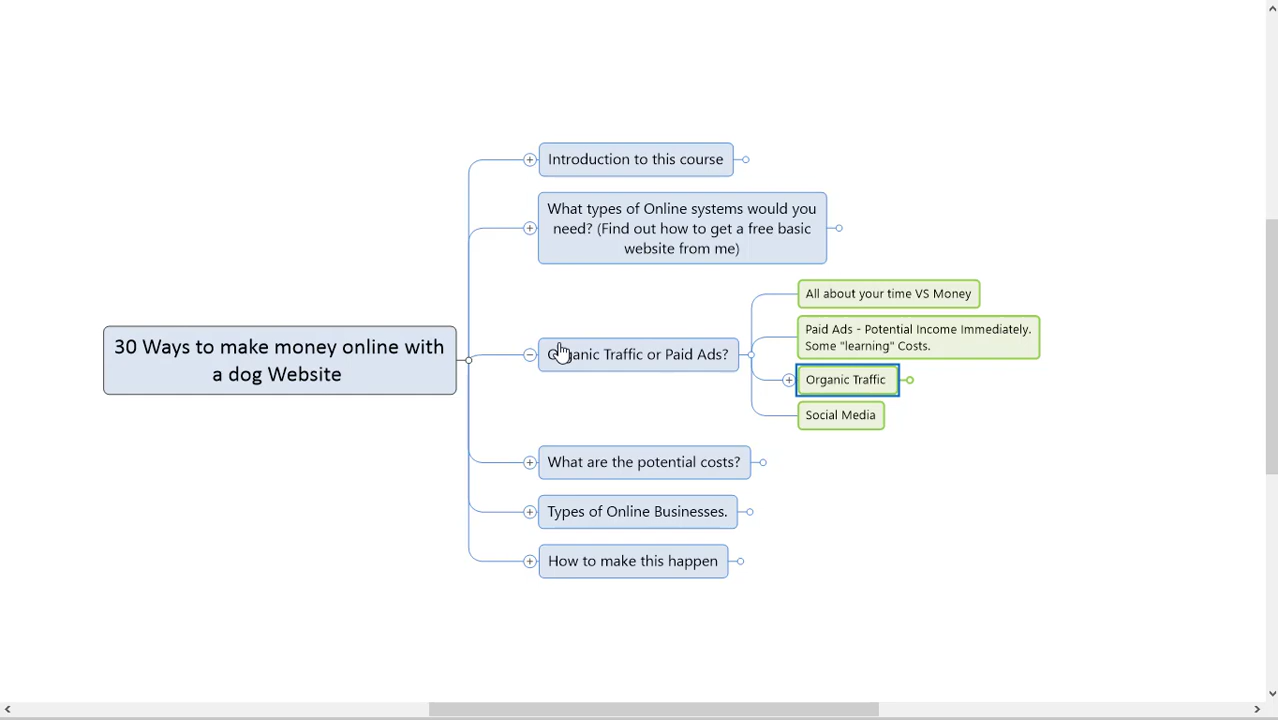 30 Ways to make money online with
a dog Website
Introduction to this course
What types of Online systems would you
need? (Find out how to get a free basic
website from me)
Organic Traffic or Paid Ads?
All about your time VS Money
Paid Ads - Potential Income Immediately.
Some "learning" Costs.
Organic Traffic
Social Media
What are the potential costs?
Types of Online Businesses.
How to make this happen